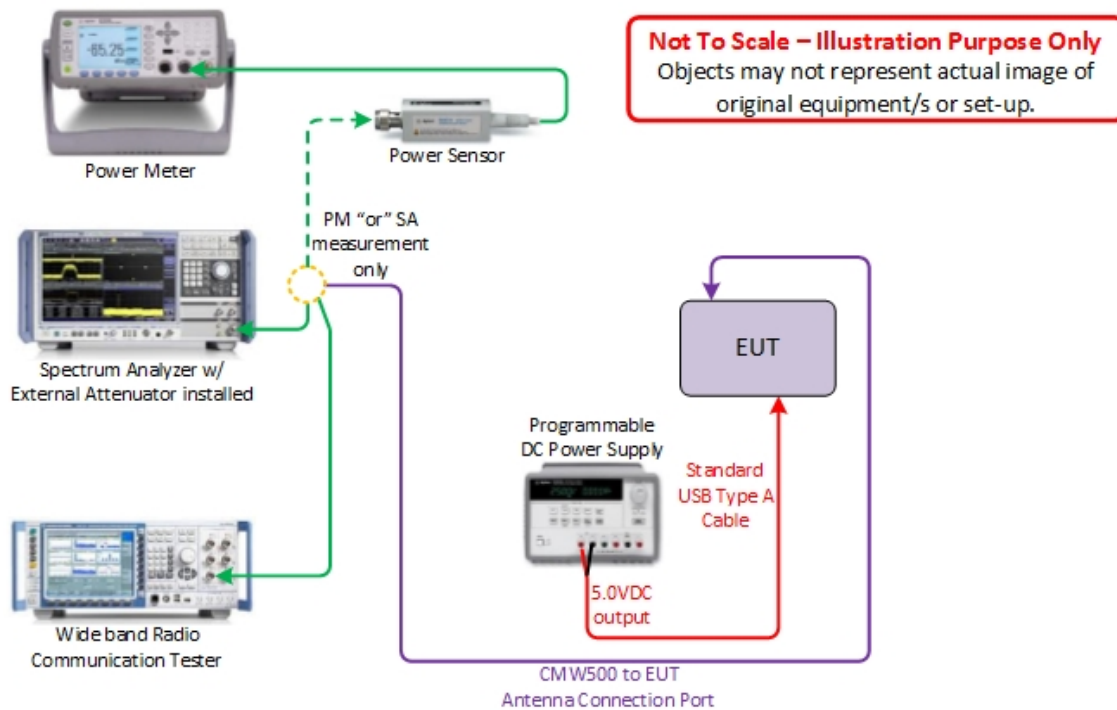 Not To Scale – Illustration Purpose Only
Objects may not represent actual image of
original equipment/s or set-up.
-65.25
Power Meter
Power Sensor
PM “or” SA
measurement
only
Spectrum Analyzer w/
External Attenuator installed
EUT
Programmable
DC Power Supply
Standard
USB Type A
Cable
5.0VDC
output
Wide band Radio
Communication Tester
CMW500 to EUT
Antenna Connection Port